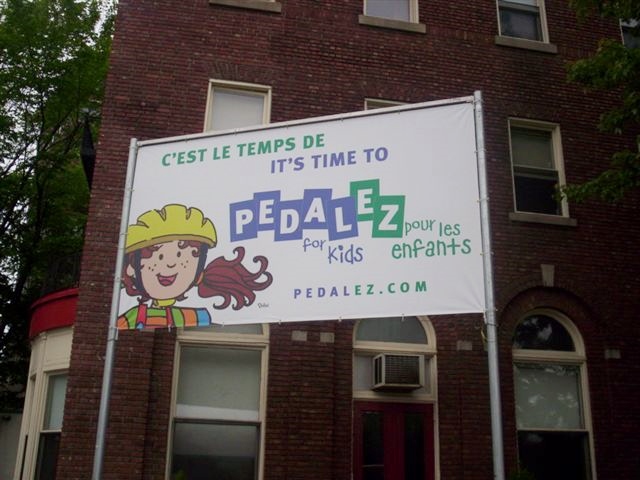 C'EST LE TEMPS DE
IT'S TIME TO
PEDALEZ
for kids
pour les enfants
PEDALEZ.COM